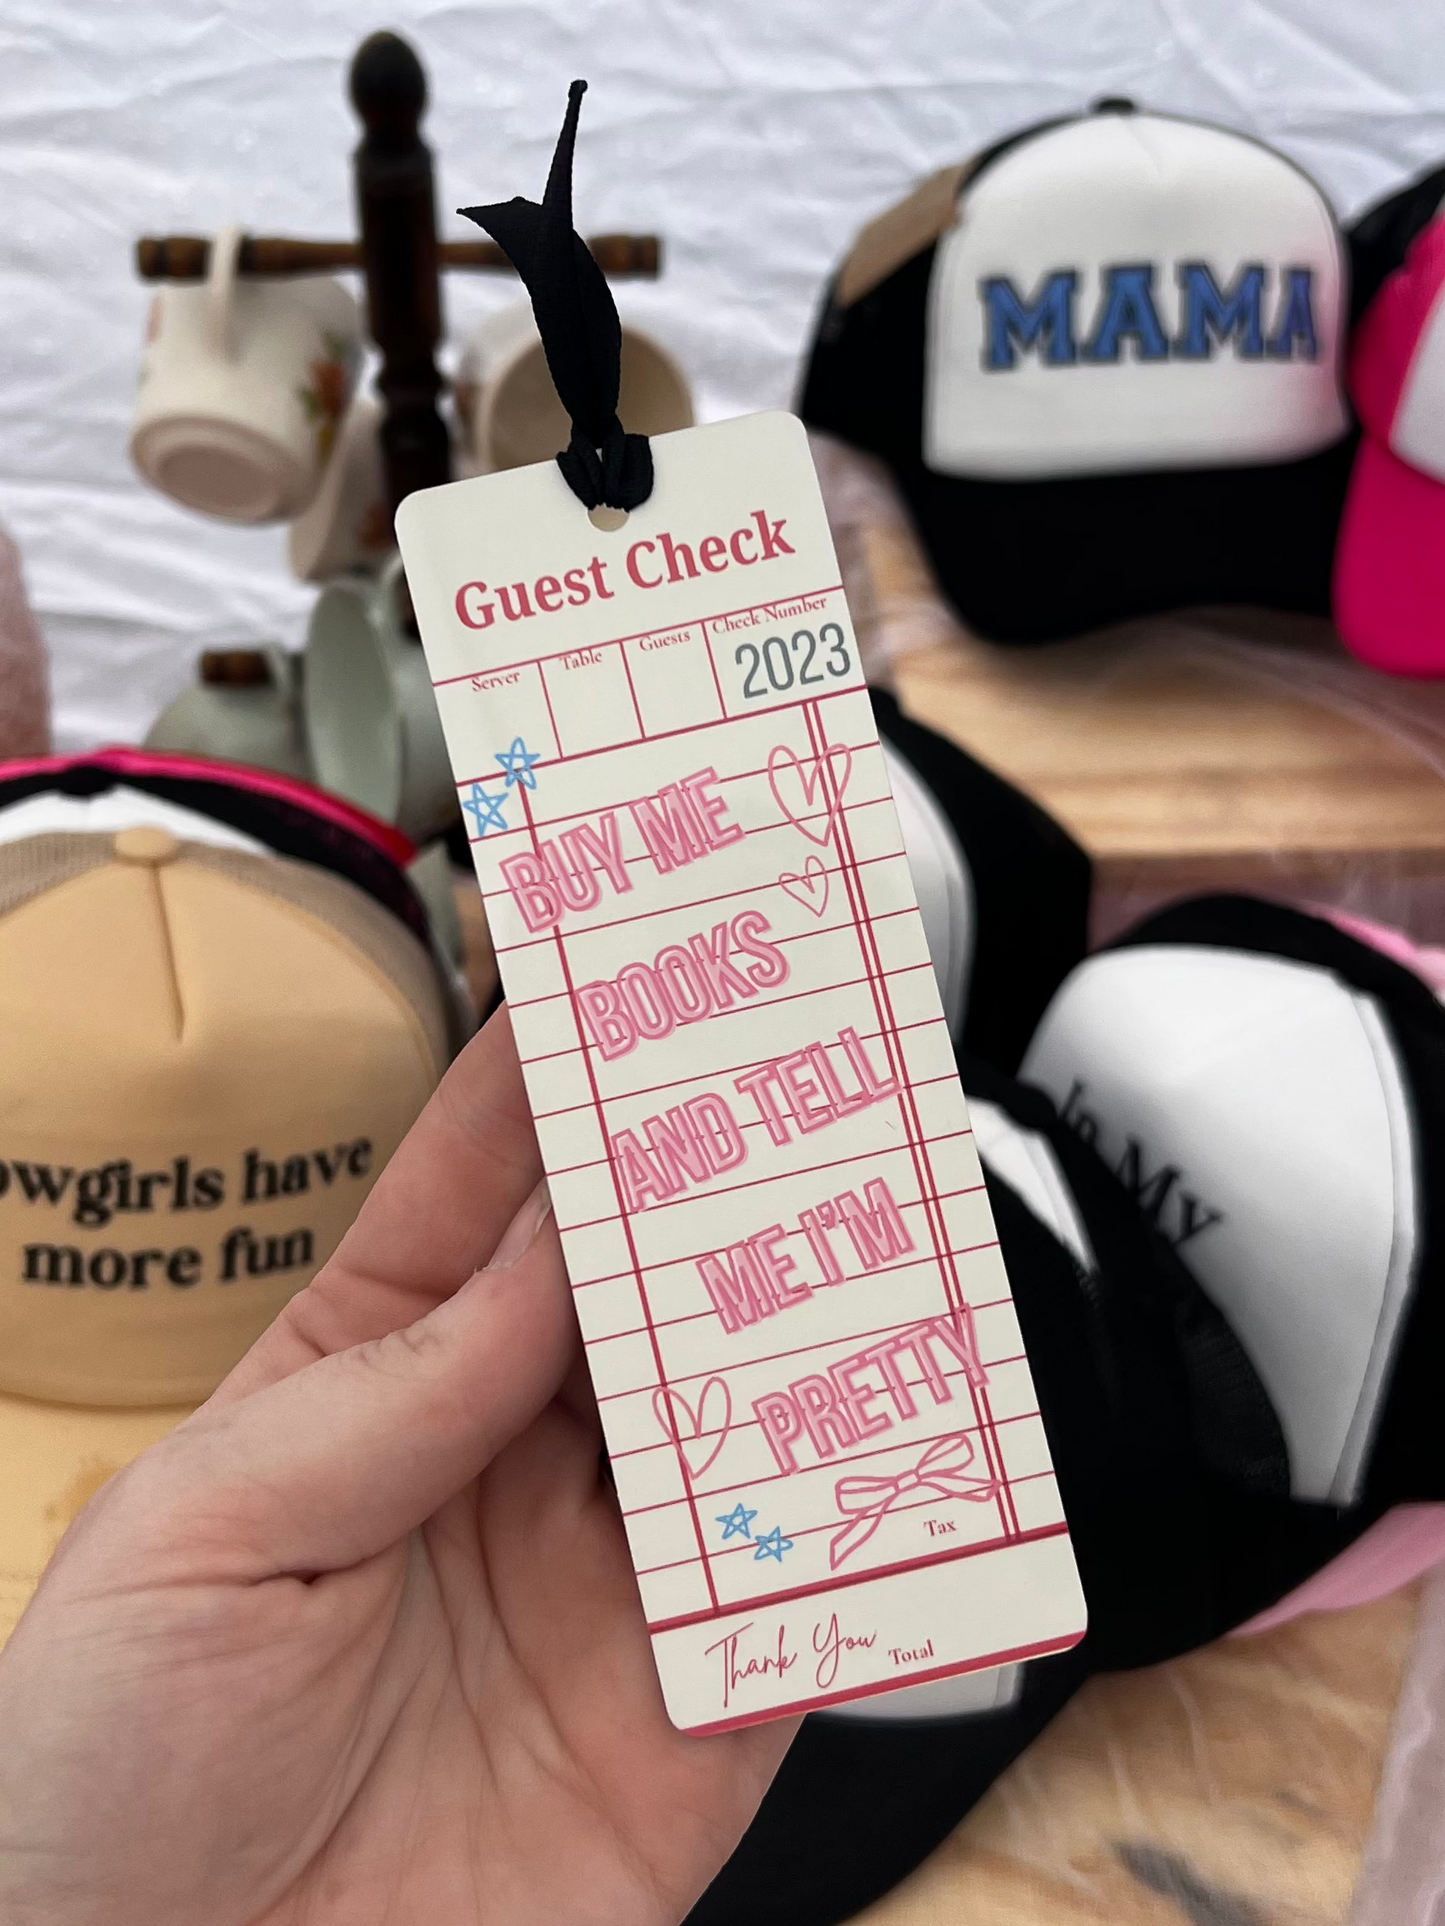 MAMA
Guest Check
Server Table Guests Check Number
2023
BUY ME
BOOKS
AND TELL
ME I'M
PRETTY
Tax
Thank You Total
owgirls have
more fun
In My